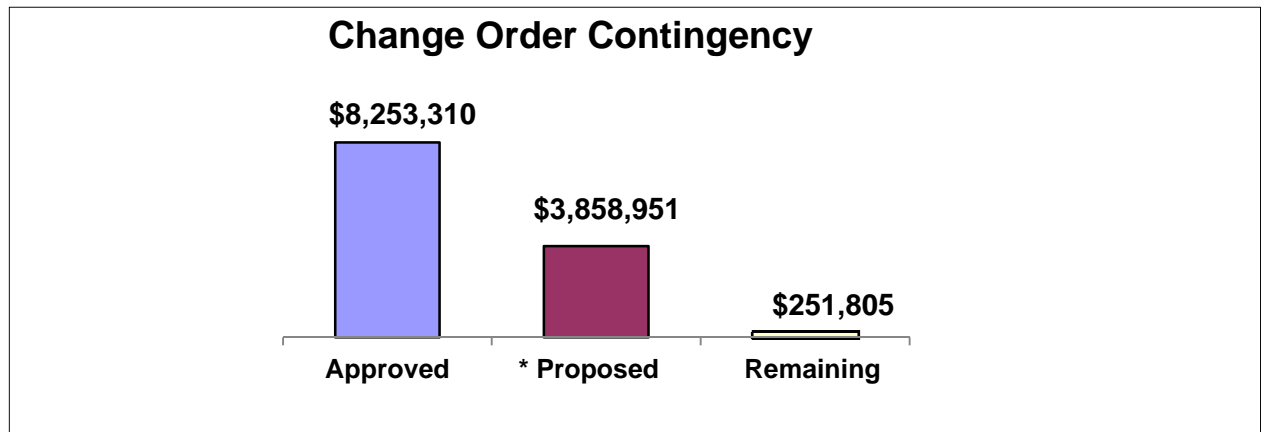 Change Order Contingency
$8,253,310
$3,858,951
$251,805
Approved
* Proposed
Remaining